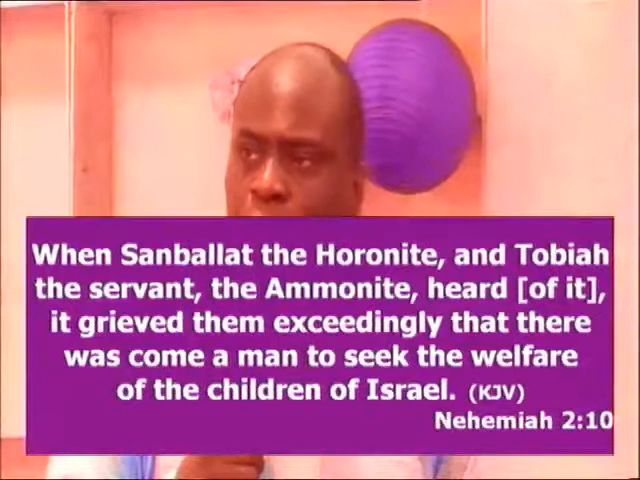 When Sanballat the Horonite, and Tobiah
the servant, the Ammonite, heard [of it],
it grieved them exceedingly that there
was come a man to seek the welfare
of the children of Israel. (KJV)
Nehemiah 2:10